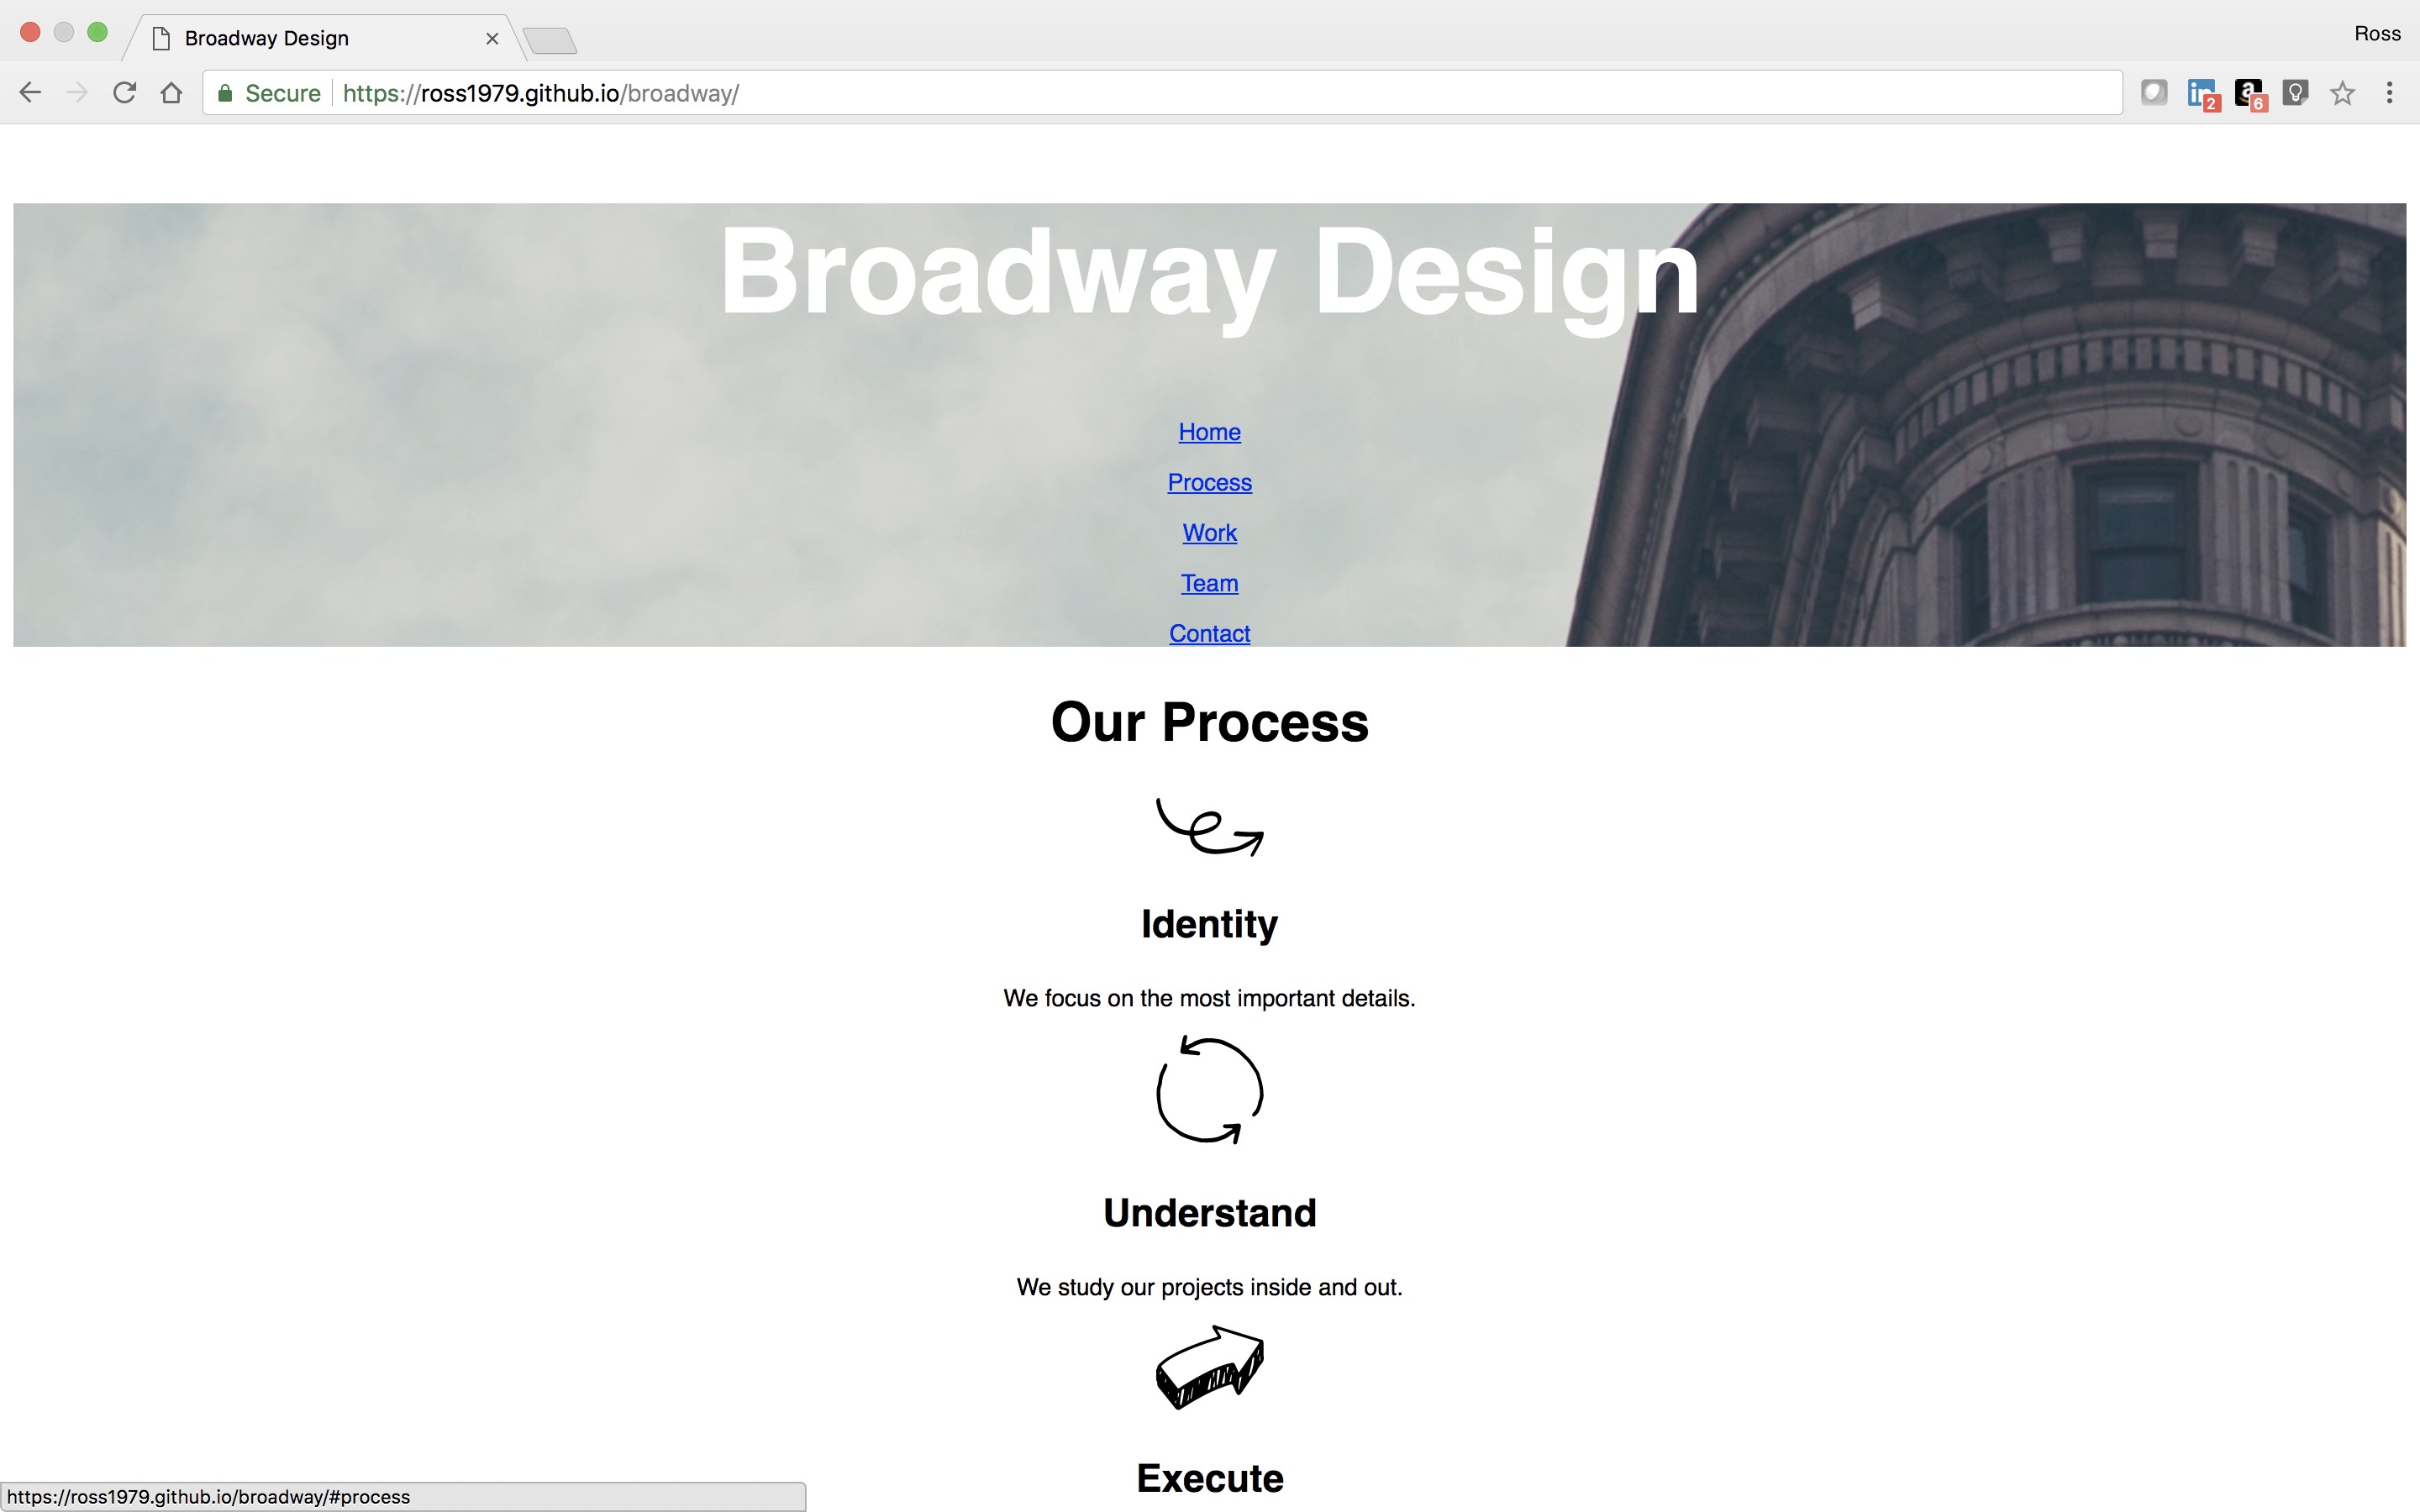 Broadway Design
Ross
Secure https://ross1979.github.io/broadway/
in 2
a 6
Broadway Design
Home
Process
Work
Team
Contact
Our Process
Identity
We focus on the most important details.
Understand
We study our projects inside and out.
Execute
https://ross1979.github.io/broadway/#process